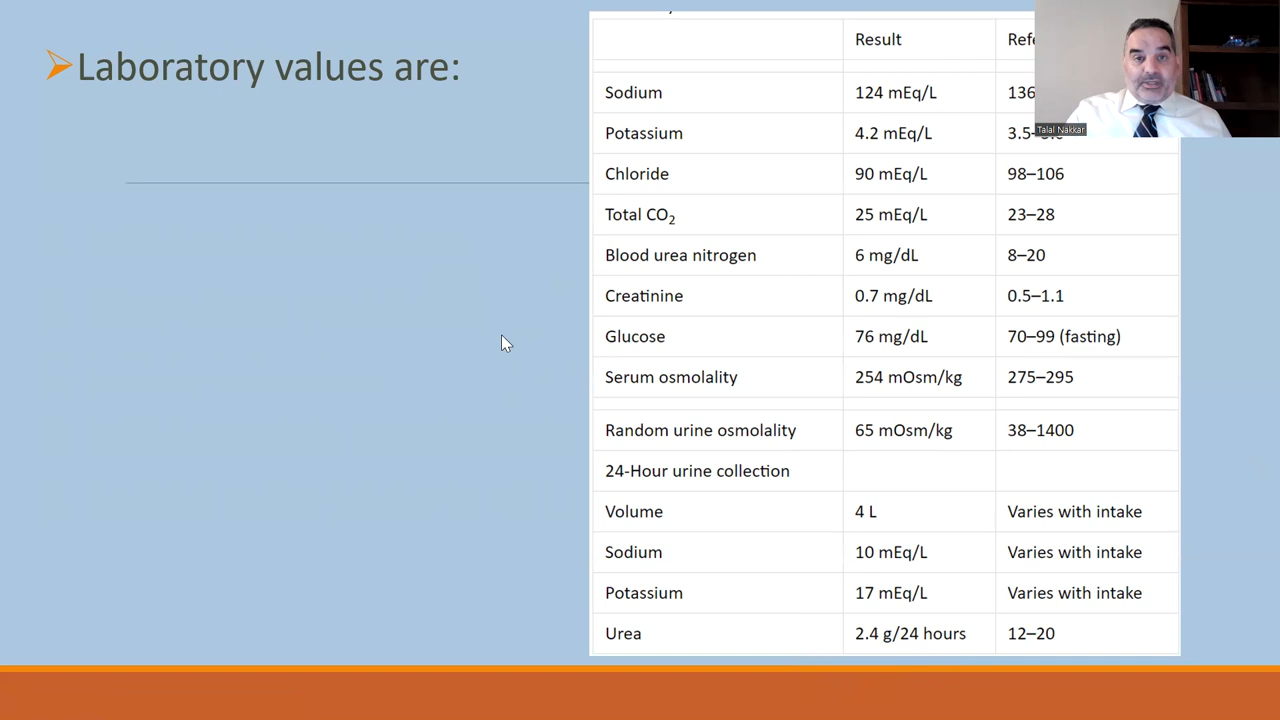 Laboratory values are:
Result Refe
Sodium 124 mEq/L 136
Potassium 4.2 mEq/L 3.5–
Chloride 90 mEq/L 98–106
Total CO₂ 25 mEq/L 23–28
Blood urea nitrogen 6 mg/dL 8–20
Creatinine 0.7 mg/dL 0.5–1.1
Glucose 76 mg/dL 70–99 (fasting)
Serum osmolality 254 mOsm/kg 275–295
Random urine osmolality 65 mOsm/kg 38–1400
24-Hour urine collection
Volume 4 L Varies with intake
Sodium 10 mEq/L Varies with intake
Potassium 17 mEq/L Varies with intake
Urea 2.4 g/24 hours 12–20
Talal Nakkar